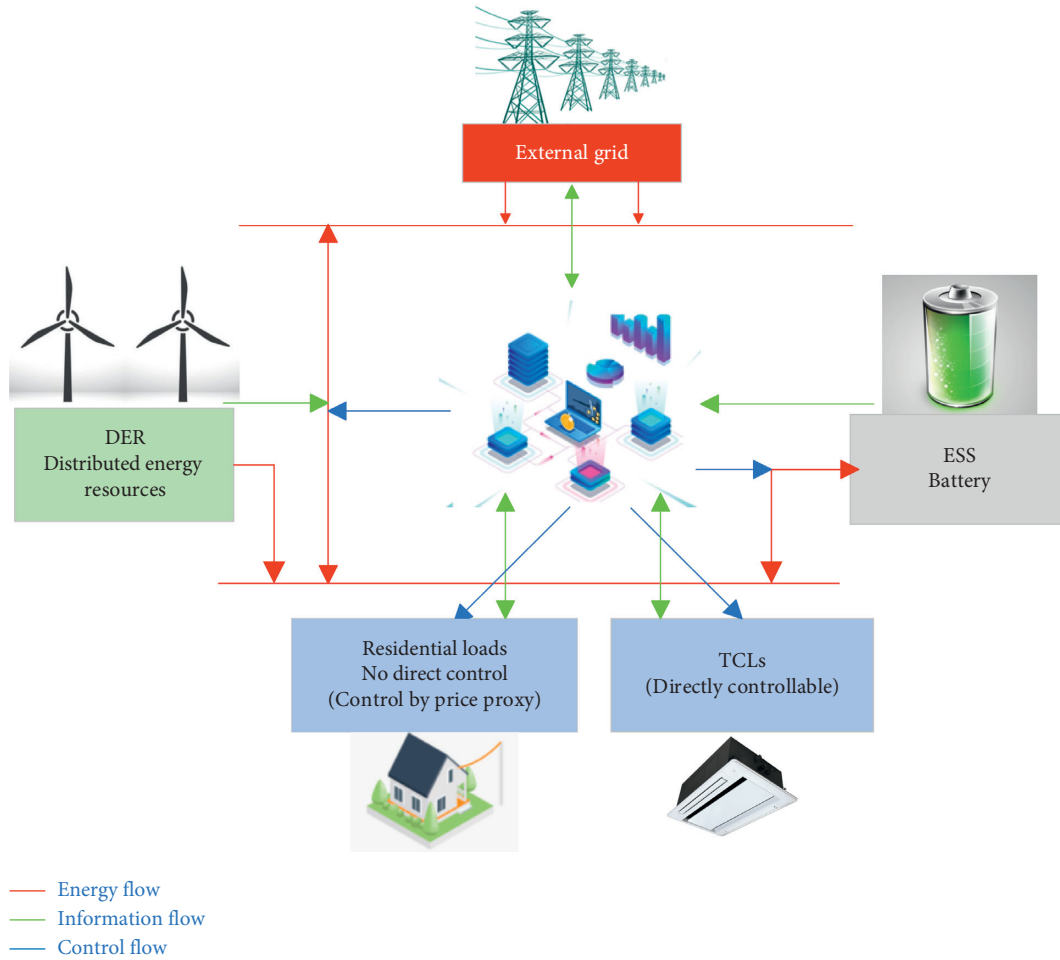 External grid
DER
Distributed energy
resources
ESS
Battery
Residential loads
No direct control
(Control by price proxy)
TCLs
(Directly controllable)
Energy flow
Information flow
Control flow